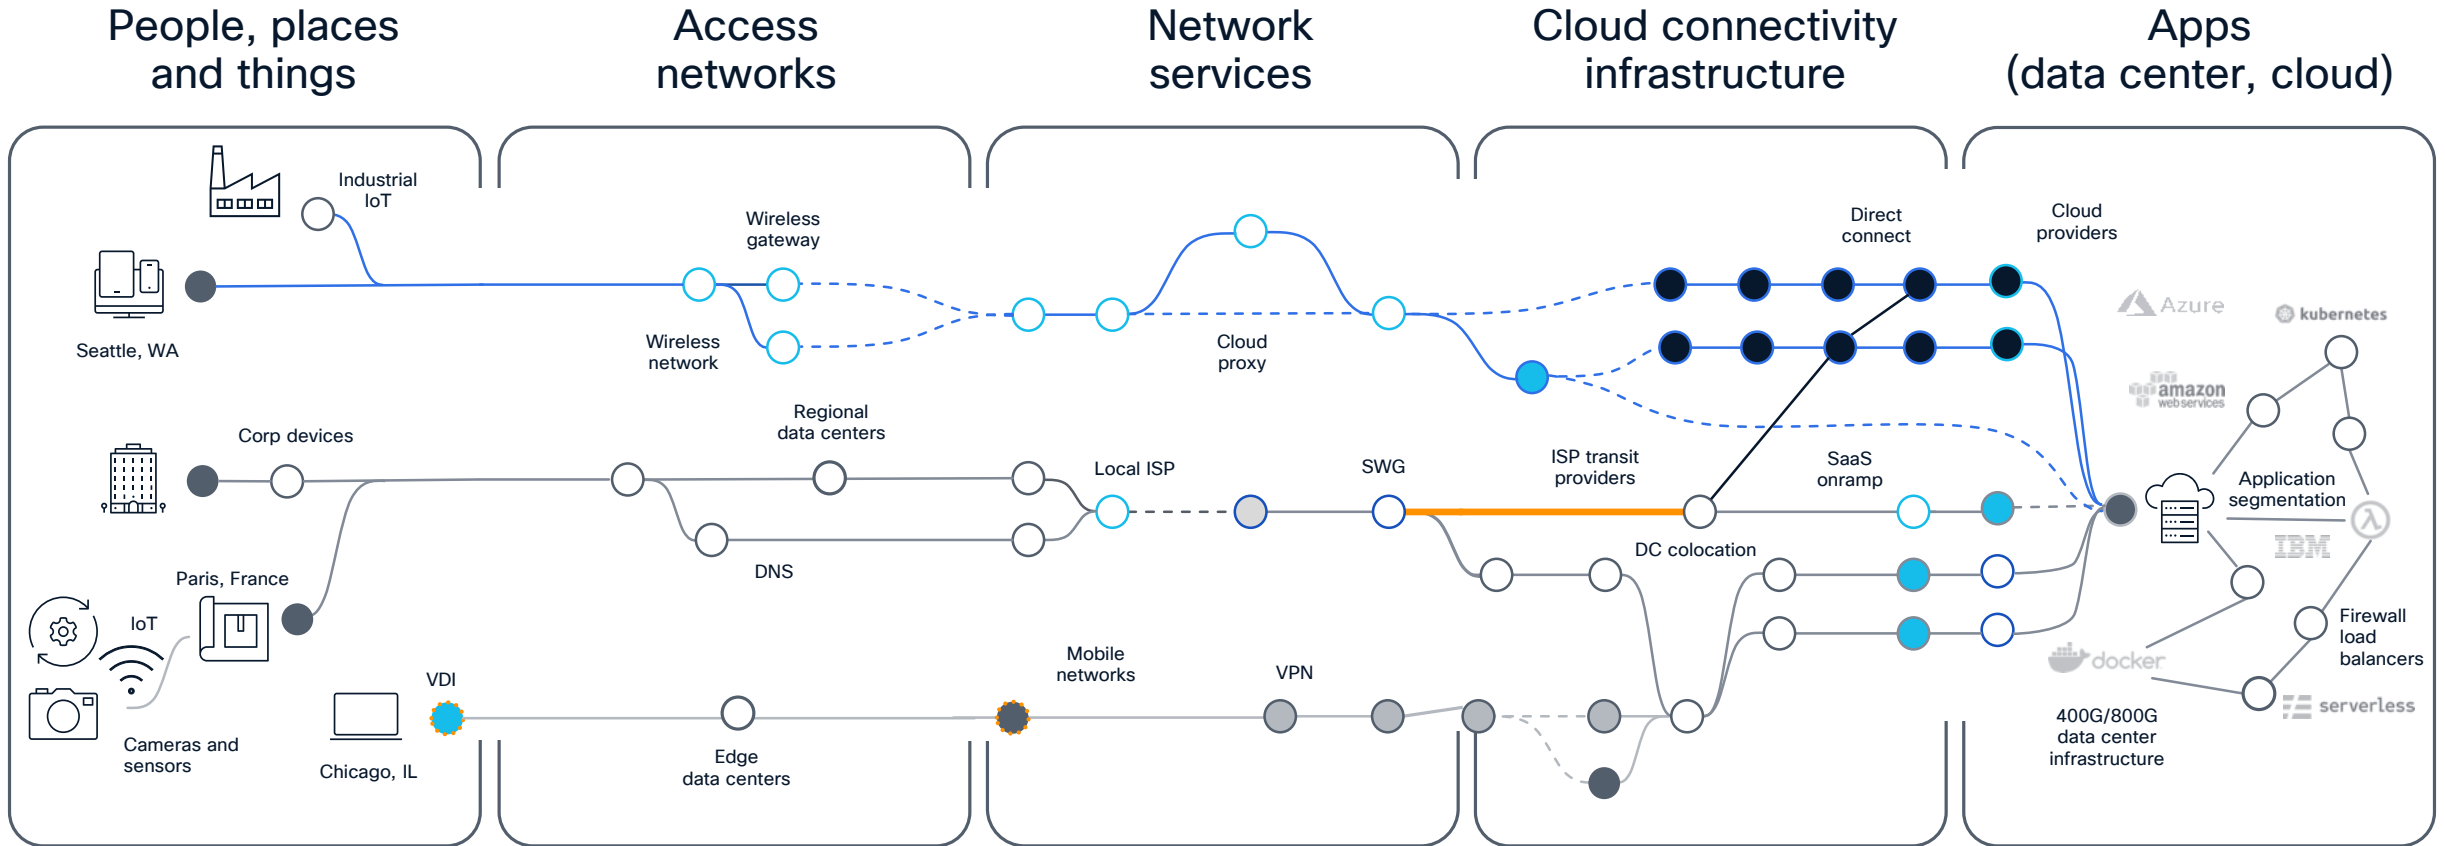 People, places
and things
Access
networks
Network
services
Cloud connectivity
infrastructure
Apps
(data center, cloud)
Industrial
IoT
Seattle, WA
Corp devices
Paris, France
IoT
Cameras and
sensors
VDI
Chicago, IL
Wireless
gateway
Wireless
network
Regional
data centers
DNS
Edge
data centers
Cloud
proxy
Local ISP
SWG
Mobile
networks
VPN
Direct
connect
ISP transit
providers
SaaS
onramp
DC colocation
Cloud
providers
Azure
kubernetes
amazon
webservices
Application
segmentation
λ
IBM
Firewall
load
balancers
docker
serverless
400G/800G
data center
infrastructure